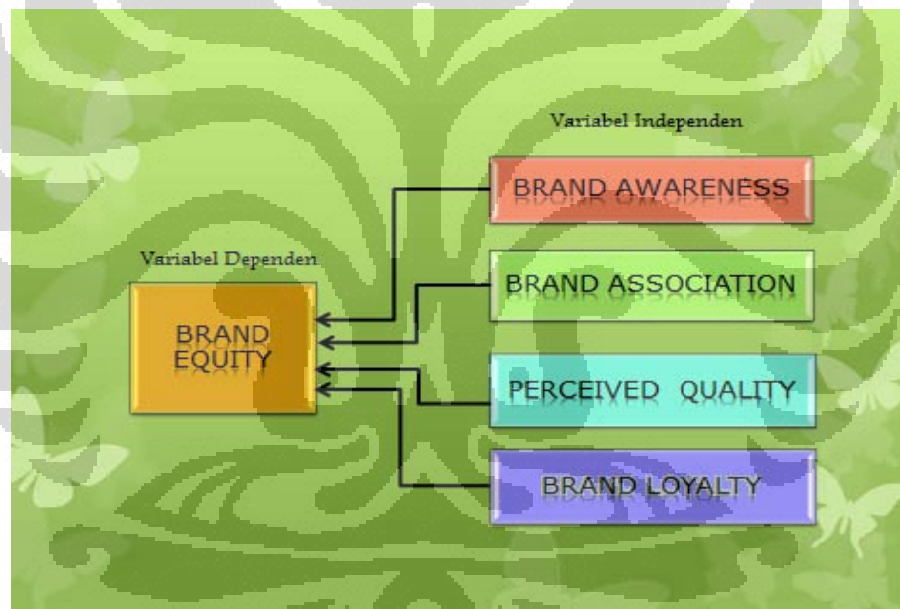 Variabel Independen
BRAND AWARENESS
BRAND ASSOCIATION
Variabel Dependen
BRAND
EQUITY
PERCEIVED QUALITY
BRAND LOYALTY